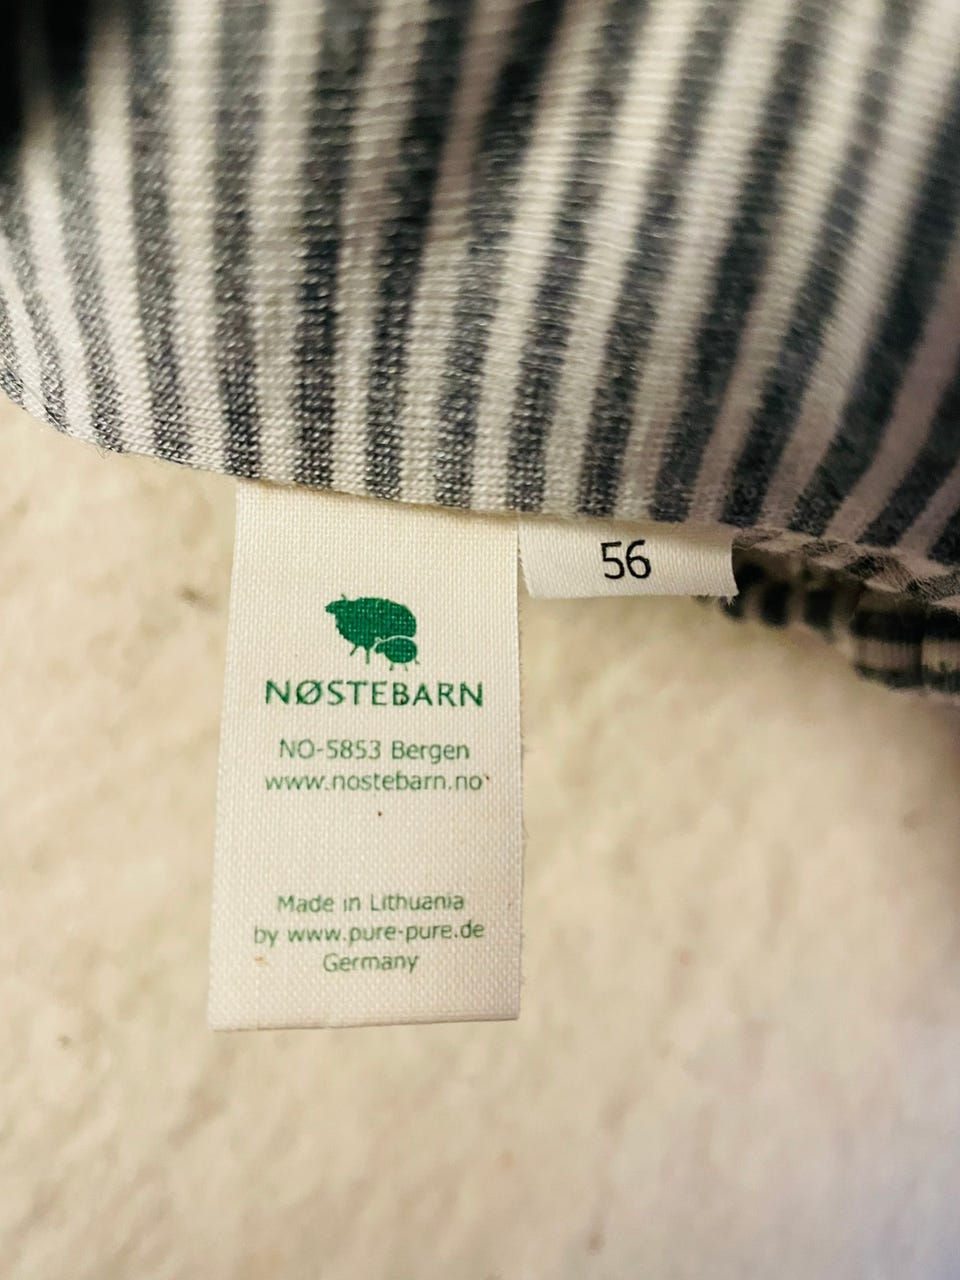 56
NØSTEBARN
NO-5853 Bergen
www.nostebarn.no
Made in Lithuania
by www.pure-pure.de
Germany